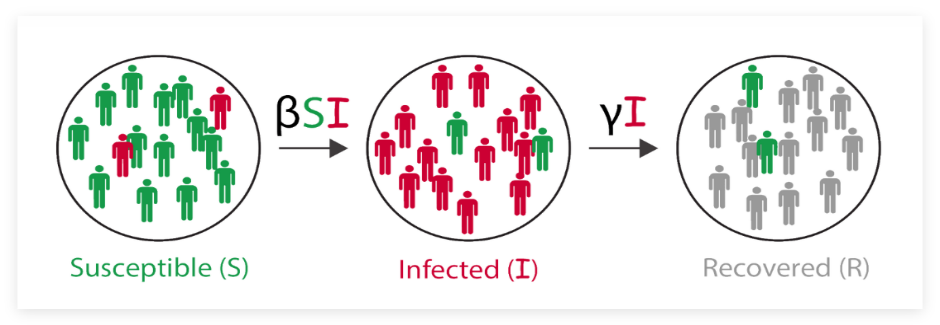 βSI
γI
Susceptible (S)
Infected (I)
Recovered (R)